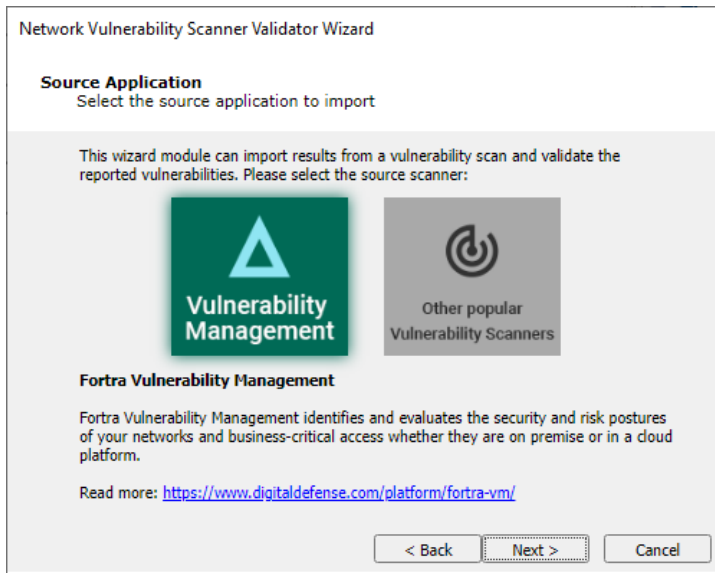 Network Vulnerability Scanner Validator Wizard
Source Application
Select the source application to import
This wizard module can import results from a vulnerability scan and validate the
reported vulnerabilities. Please select the source scanner:
Vulnerability
Management
Other popular
Vulnerability Scanners
Fortra Vulnerability Management
Fortra Vulnerability Management identifies and evaluates the security and risk postures
of your networks and business-critical access whether they are on premise or in a cloud
platform.
Read more: https://www.digitaldefense.com/platform/fortra-vm/
< Back
Next >
Cancel